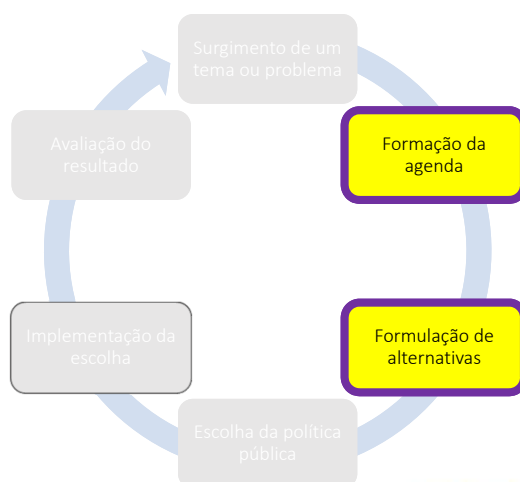 Surgimento de um
tema ou problema
Formação da
agenda
Formulação de
alternativas
Escolha da política
pública
Implementação da
escolha
Avaliação do
resultado